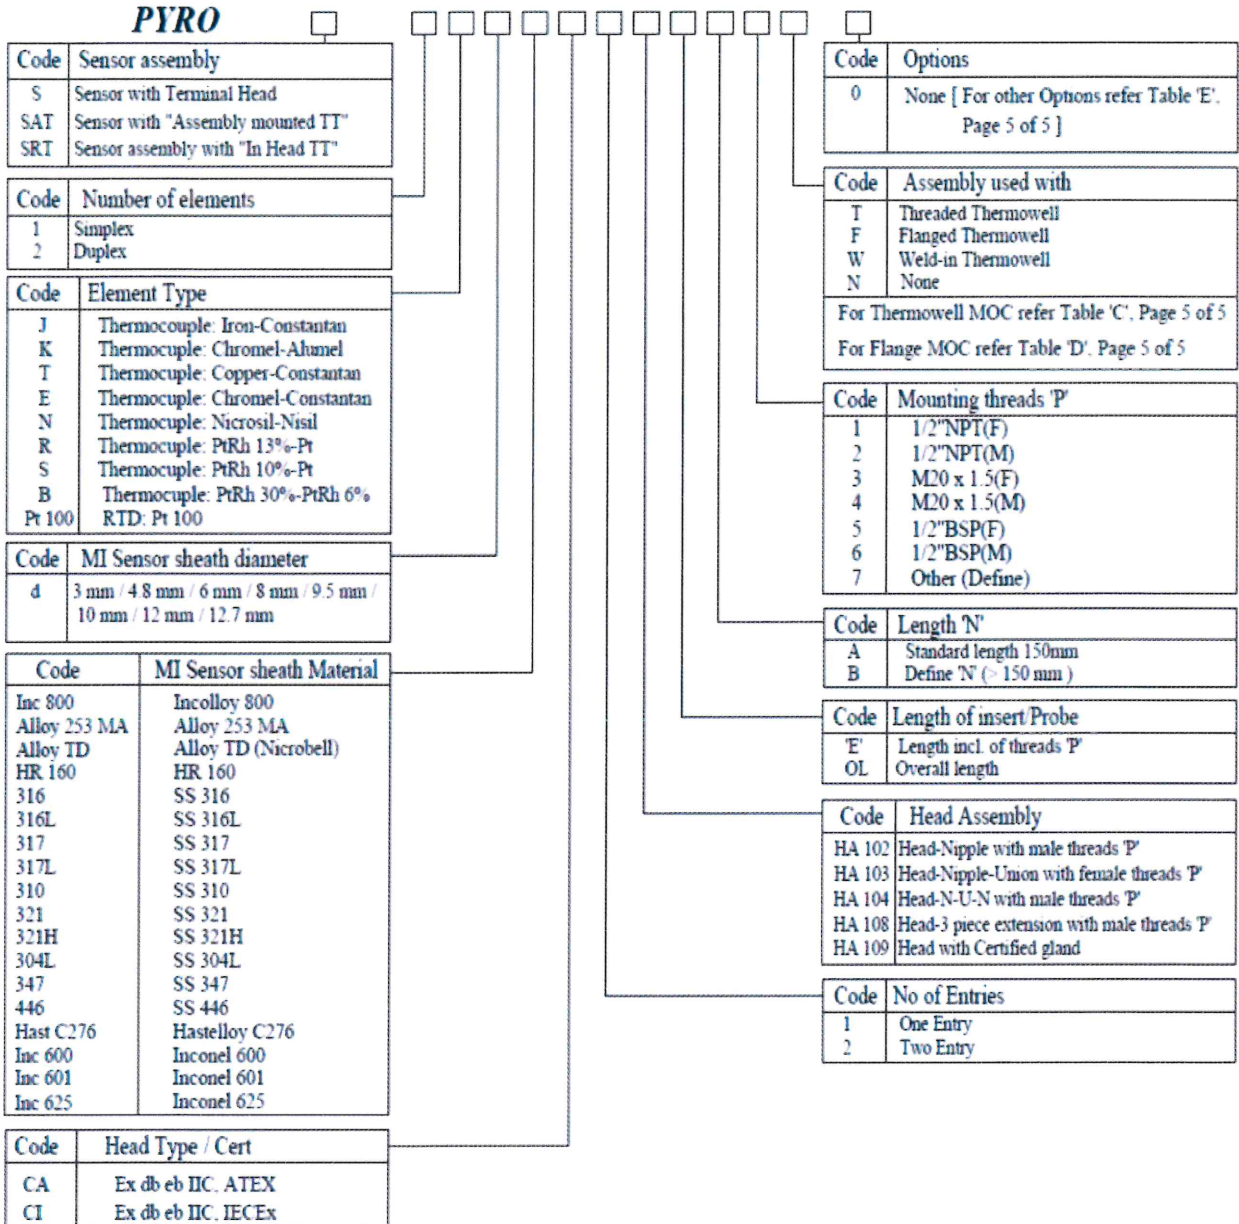 PYRO
Code Sensor assembly
S Sensor with Terminal Head
SAT Sensor with "Assembly mounted TT"
SRT Sensor assembly with "In Head TT"
Code Number of elements
1 Simplex
2 Duplex
Code Element Type
J Thermocouple: Iron-Constantan
K Thermocuple: Chromel-Alumel
T Thermocuple: Copper-Constantan
E Thermocuple: Chromel-Constantan
N Thermocuple: Nicrosil-Nisil
R Thermocuple: PtRh 13%-Pt
S Thermocuple: PtRh 10%-Pt
B Thermocuple: PtRh 30%-PtRh 6%
Pt 100 RTD: Pt 100
Code MI Sensor sheath diameter
d 3 mm / 4.8 mm / 6 mm / 8 mm / 9.5 mm /
10 mm / 12 mm / 12.7 mm
Code MI Sensor sheath Material
Inc 800 Incolloy 800
Alloy 253 MA Alloy 253 MA
Alloy TD Alloy TD (Nicrobell)
HR 160 HR 160
316 SS 316
316L SS 316L
317 SS 317
317L SS 317L
310 SS 310
321 SS 321
321H SS 321H
304L SS 304L
347 SS 347
446 SS 446
Hast C276 Hastelloy C276
Inc 600 Inconel 600
Inc 601 Inconel 601
Inc 625 Inconel 625
Code Head Type / Cert
CA Ex db eb IIC, ATEX
CI Ex db eb IIC, IECEx
Code Options
0 None [ For other Options refer Table 'E',
Page 5 of 5 ]
Code Assembly used with
T Threaded Thermowell
F Flanged Thermowell
W Weld-in Thermowell
N None
For Thermowell MOC refer Table 'C', Page 5 of 5
For Flange MOC refer Table 'D', Page 5 of 5
Code Mounting threads 'P'
1 1/2"NPT(F)
2 1/2"NPT(M)
3 M20 x 1.5(F)
4 M20 x 1.5(M)
5 1/2"BSP(F)
6 1/2"BSP(M)
7 Other (Define)
Code Length 'N'
A Standard length 150mm
B Define 'N' (> 150 mm )
Code Length of insert/Probe
'E' Length incl. of threads 'P'
OL Overall length
Code Head Assembly
HA 102 Head-Nipple with male threads 'P'
HA 103 Head-Nipple-Union with female threads 'P'
HA 104 Head-N-U-N with male threads 'P'
HA 108 Head-3 piece extension with male threads 'P'
HA 109 Head with Certified gland
Code No of Entries
1 One Entry
2 Two Entry